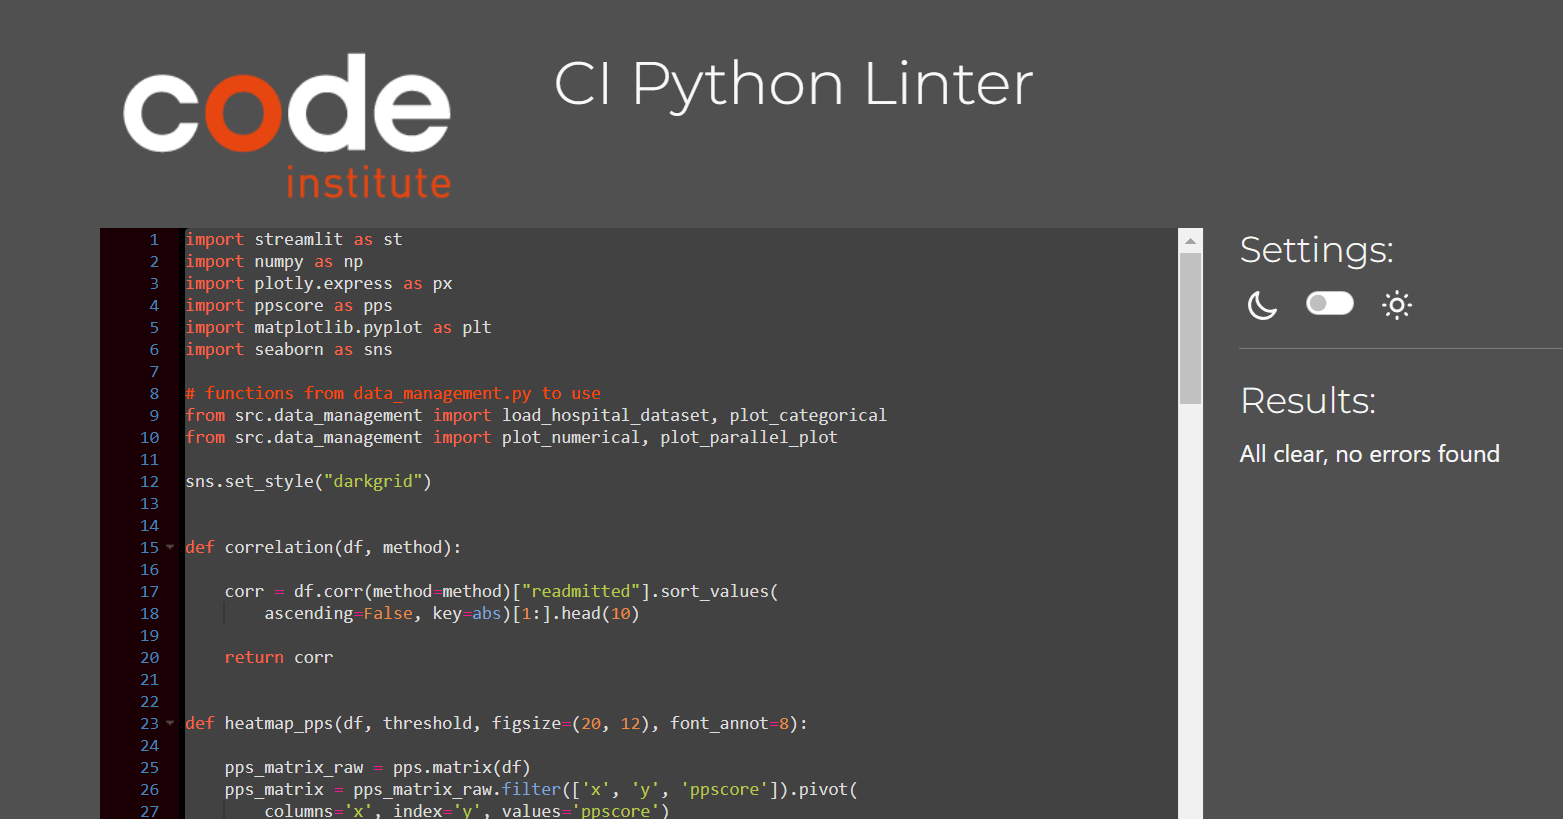 code
institute
CI Python Linter
1 import streamlit as st
2 import numpy as np
3 import plotly.express as px
4 import ppscore as pps
5 import matplotlib.pyplot as plt
6 import seaborn as sns
7
8 # functions from data_management.py to use
9 from src.data_management import load_hospital_dataset, plot_categorical
10 from src.data_management import plot_numerical, plot_parallel_plot
11
12 sns.set_style("darkgrid")
13
14
15 def correlation(df, method):
16
17     corr = df.corr(method=method)["readmitted"].sort_values(
18         ascending=False, key=abs)[1:].head(10)
19
20     return corr
21
22
23 def heatmap_pps(df, threshold, figsize=(20, 12), font_annot=8):
24
25     pps_matrix_raw = pps.matrix(df)
26     pps_matrix = pps_matrix_raw.filter(['x', 'y', 'ppscore']).pivot(
27         columns='x', index='y', values='ppscore')
Settings:
Results:
All clear, no errors found